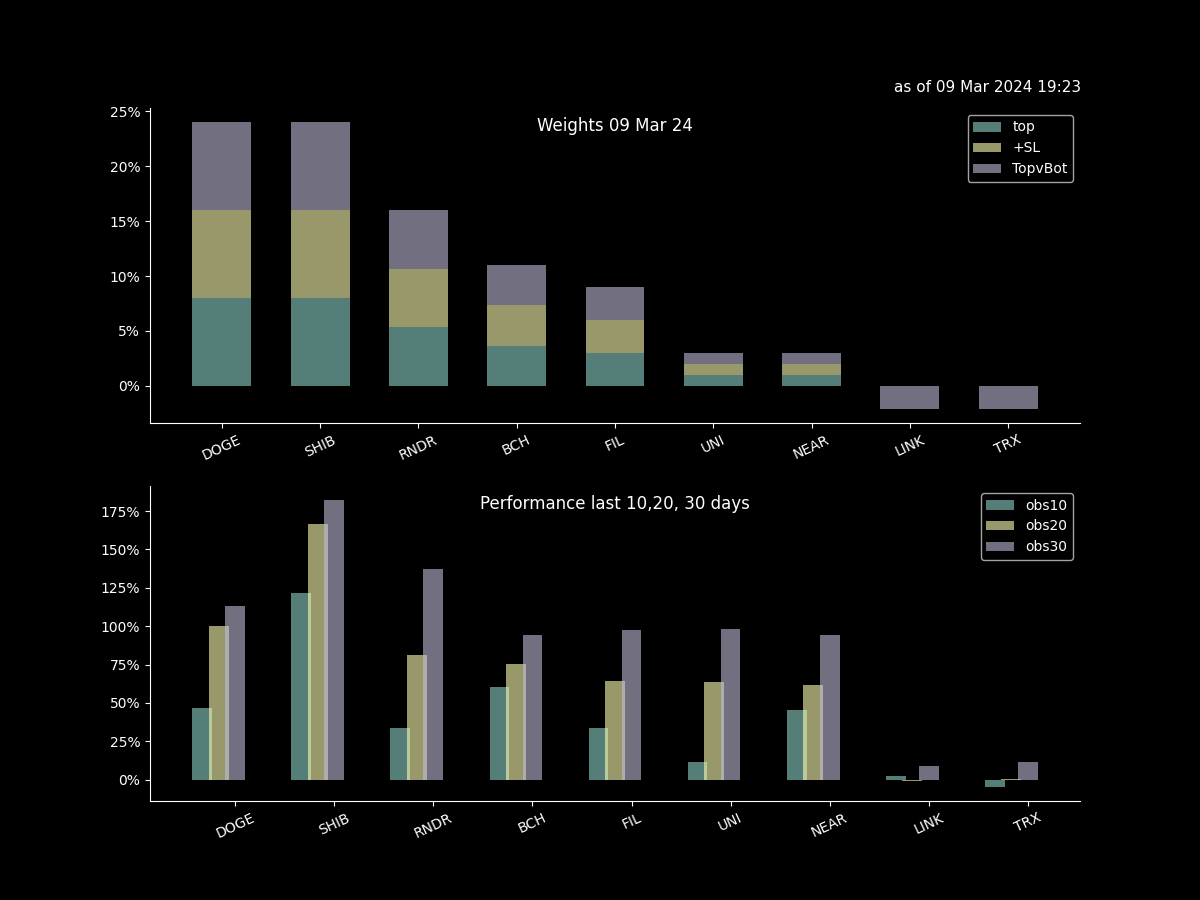 as of 09 Mar 2024 19:23
Weights 09 Mar 24
top
+SL
TopvBot
25%
20%
15%
10%
5%
0%
DOGE SHIB RNDR BCH FIL UNI NEAR LINK TRX
Performance last 10,20, 30 days
obs10
obs20
obs30
175%
150%
125%
100%
75%
50%
25%
0%
DOGE SHIB RNDR BCH FIL UNI NEAR LINK TRX